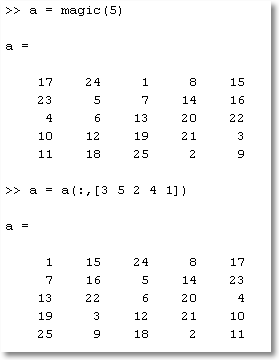 >> a = magic(5)
a =
17 24 1 8 15
23 5 7 14 16
4 6 13 20 22
10 12 19 21 3
11 18 25 2 9
>> a = a(:,[3 5 2 4 1])
a =
1 15 24 8 17
7 16 5 14 23
13 22 6 20 4
19 3 12 21 10
25 9 18 2 11